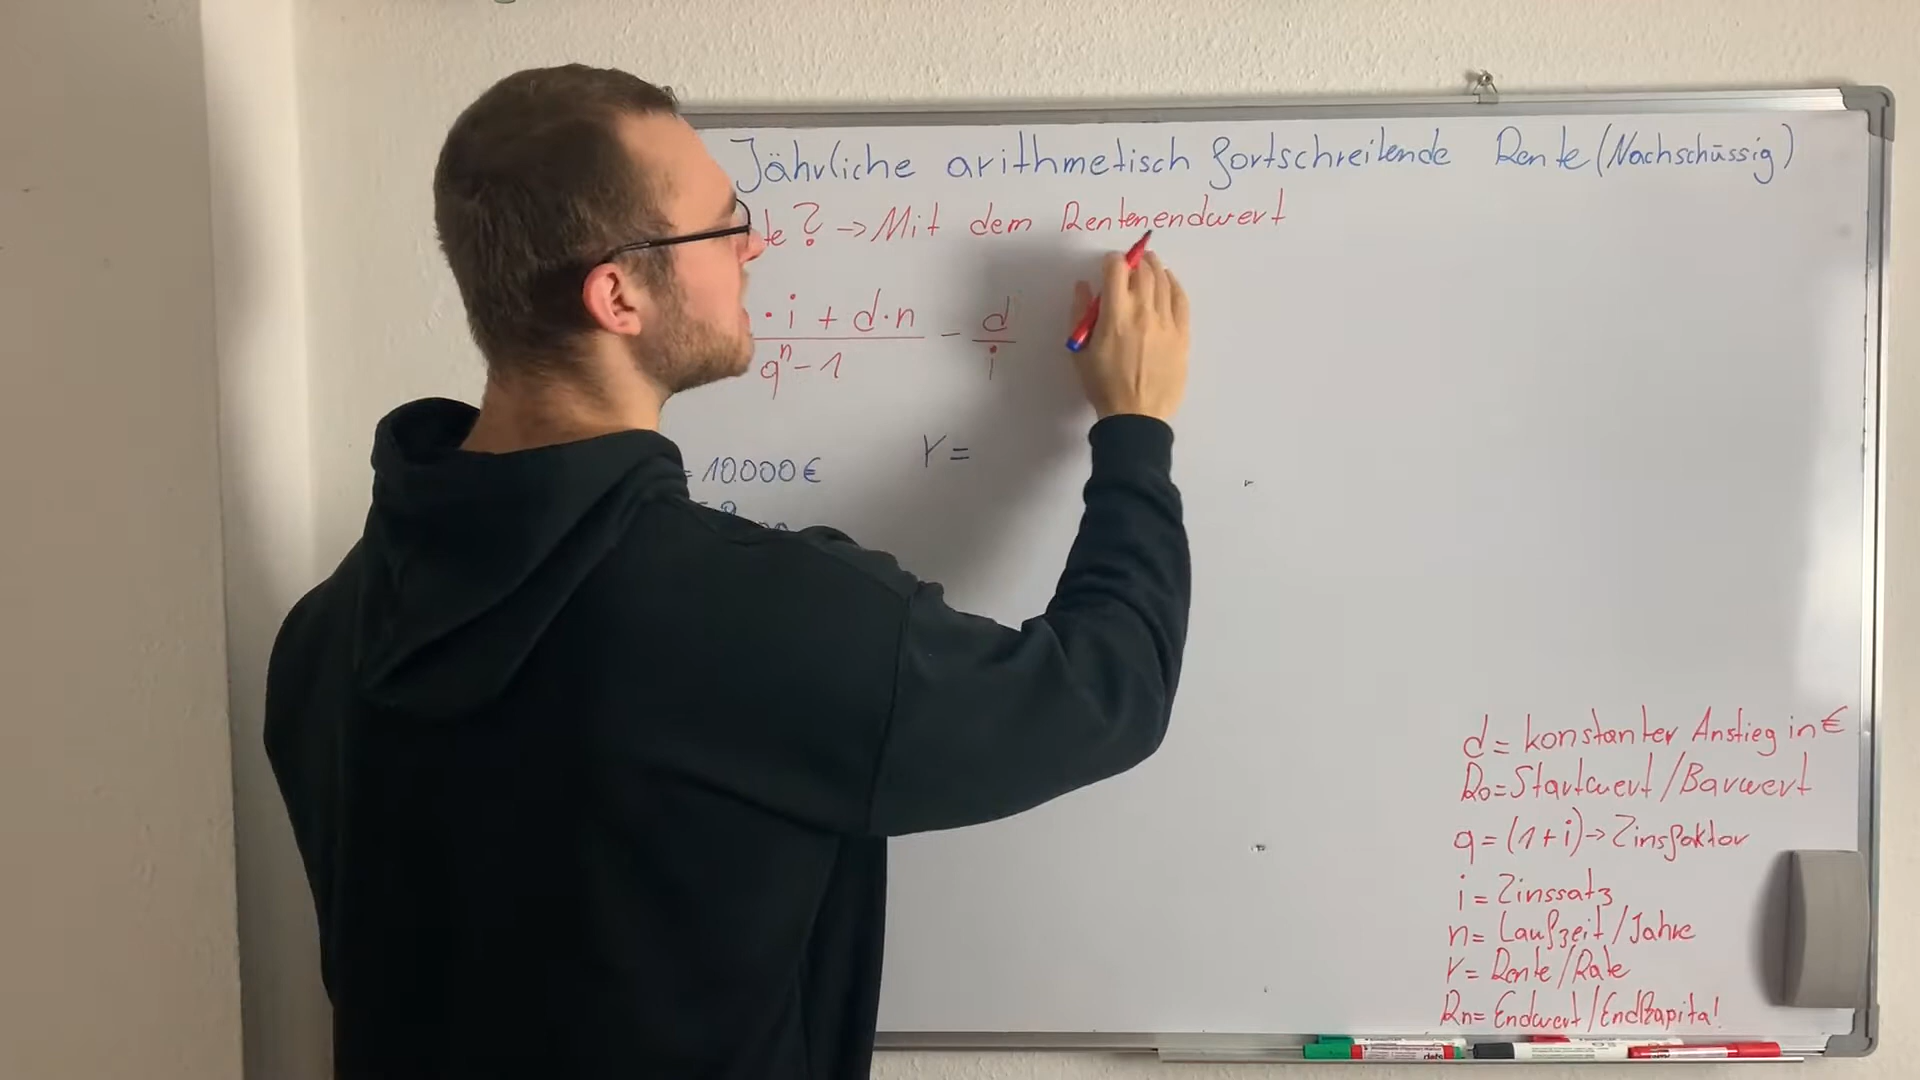 Jährliche arithmetisch fortschreitende Rente (Nachschüssig)
te? → Mit dem Rentenendwert
· i + d · n
q^n - 1
- d
i
= 10.000 €
r =
d = konstanter Anstieg in €
R₀ = Startwert / Barwert
q = (1 + i) → Zinsfaktor
i = Zinssatz
n = Laufzeit / Jahre
r = Rente / Rate
Rn = Endwert / Endkapital